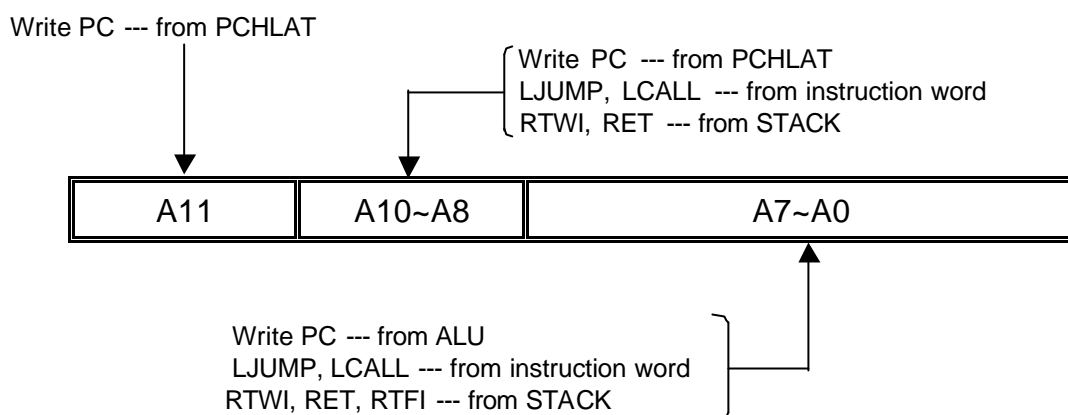 Write PC --- from PCHLAT
Write PC --- from PCHLAT
LJUMP, LCALL --- from instruction word
RTWI, RET --- from STACK
A11 A10~A8 A7~A0
Write PC --- from ALU
LJUMP, LCALL --- from instruction word
RTWI, RET, RTFI --- from STACK